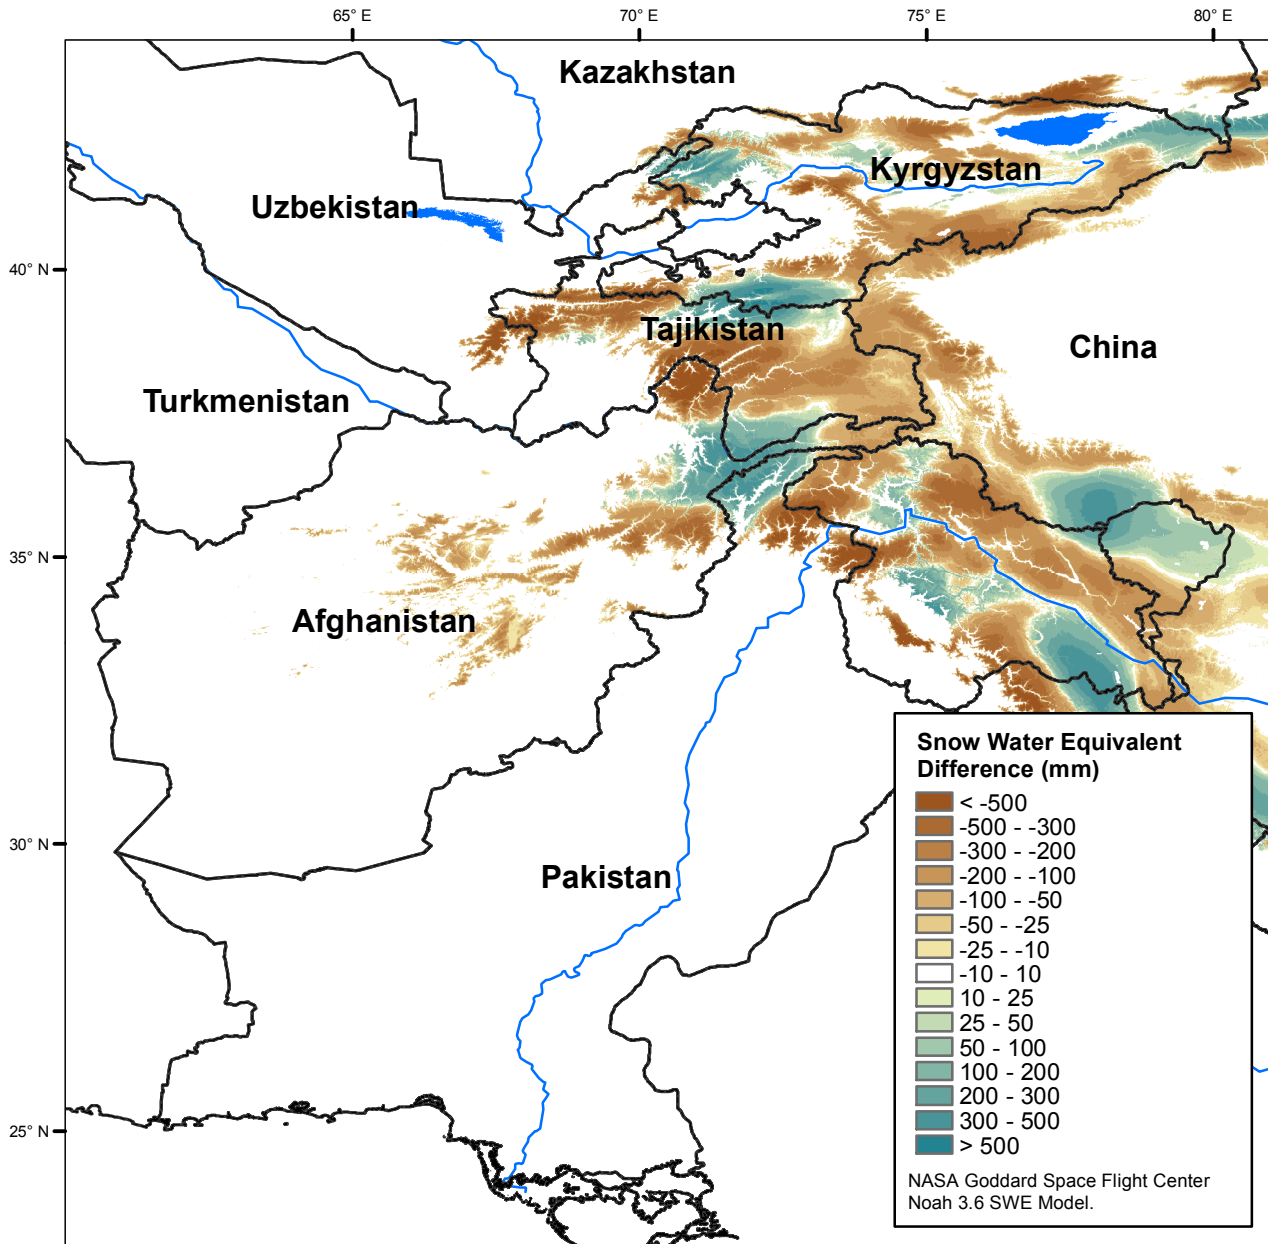 65° E 70° E 75° E 80° E
Kazakhstan
Kyrgyzstan
Uzbekistan
40° N
Tajikistan
China
Turkmenistan
35° N
Afghanistan
Snow Water Equivalent
Difference (mm)
< -500
-500 - -300
-300 - -200
-200 - -100
-100 - -50
-50 - -25
-25 - -10
-10 - 10
10 - 25
25 - 50
50 - 100
100 - 200
200 - 300
300 - 500
> 500
NASA Goddard Space Flight Center
Noah 3.6 SWE Model.
30° N
Pakistan
25° N